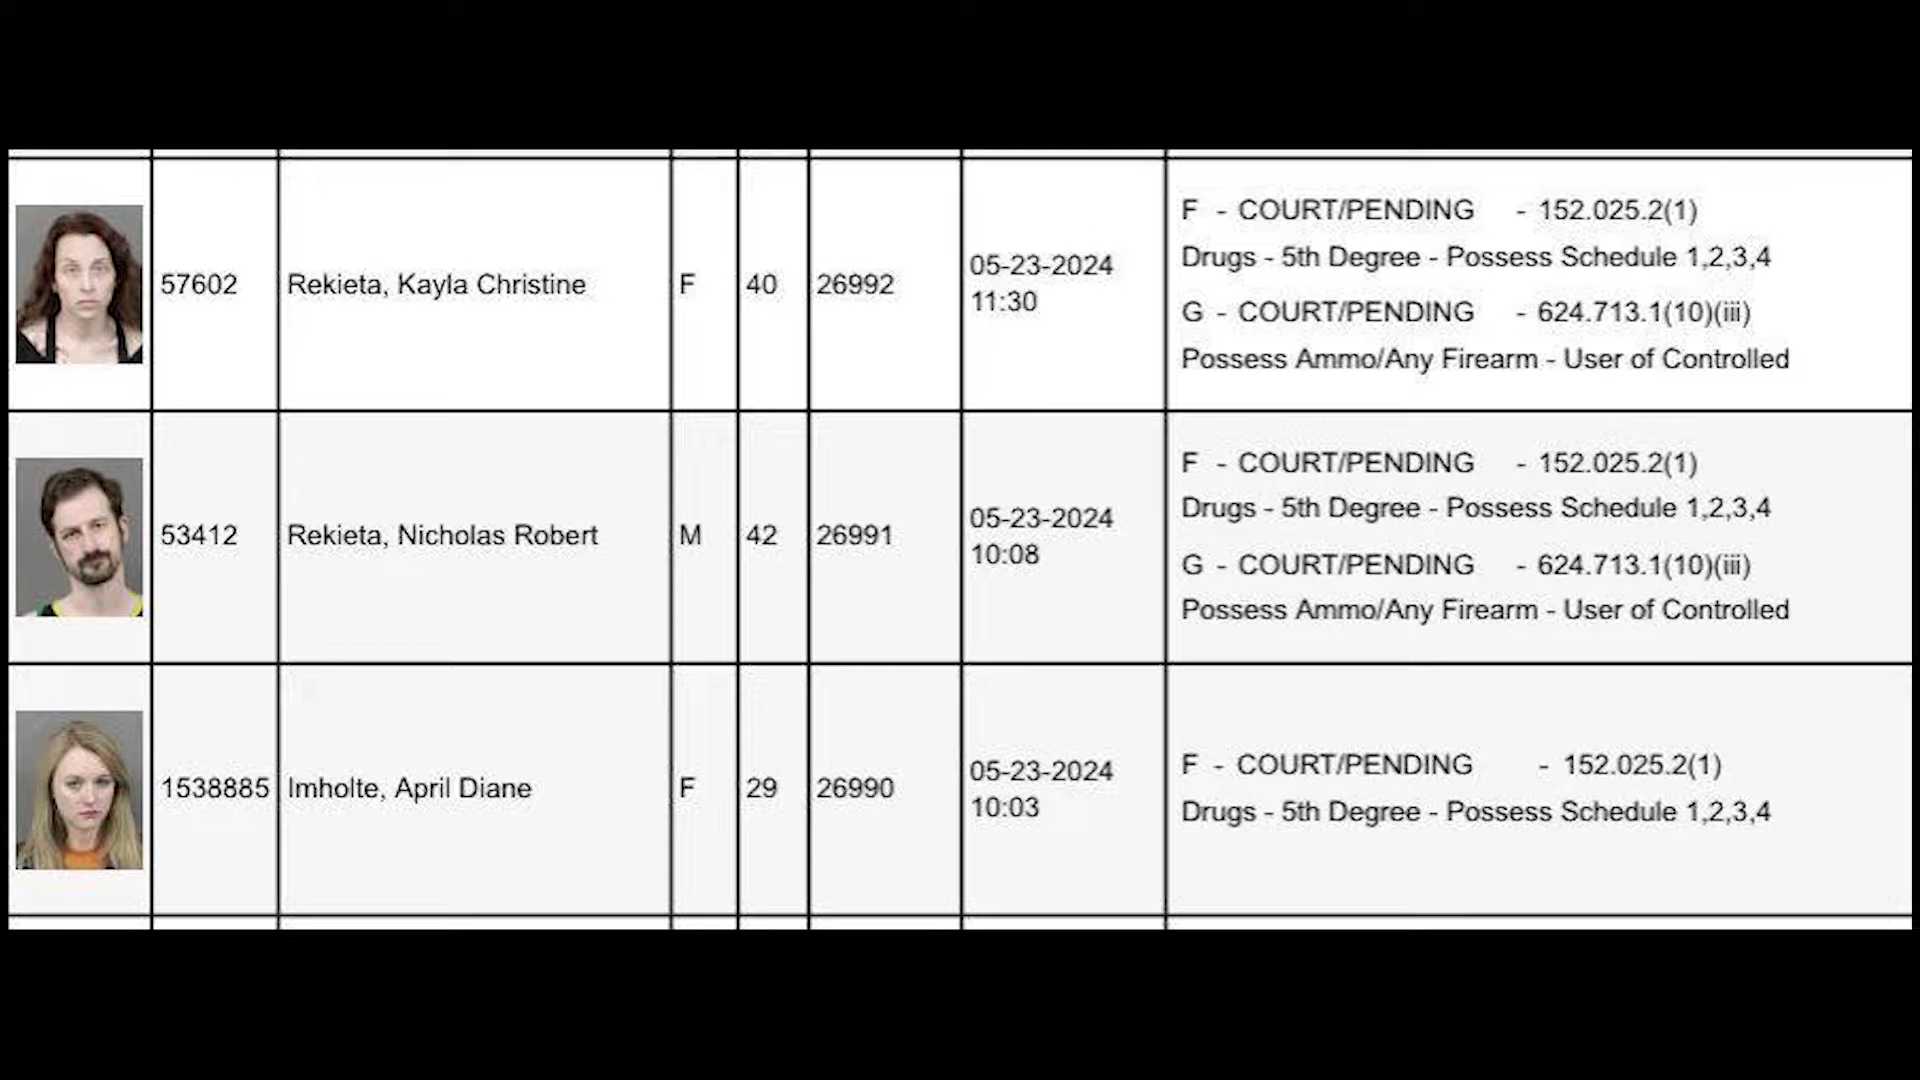 57602 Rekieta, Kayla Christine F 40 26992 05-23-2024
11:30
F - COURT/PENDING - 152.025.2(1)
Drugs - 5th Degree - Possess Schedule 1,2,3,4
G - COURT/PENDING - 624.713.1(10)(iii)
Possess Ammo/Any Firearm - User of Controlled
53412 Rekieta, Nicholas Robert M 42 26991 05-23-2024
10:08
F - COURT/PENDING - 152.025.2(1)
Drugs - 5th Degree - Possess Schedule 1,2,3,4
G - COURT/PENDING - 624.713.1(10)(iii)
Possess Ammo/Any Firearm - User of Controlled
1538885 Imholte, April Diane F 29 26990 05-23-2024
10:03
F - COURT/PENDING - 152.025.2(1)
Drugs - 5th Degree - Possess Schedule 1,2,3,4